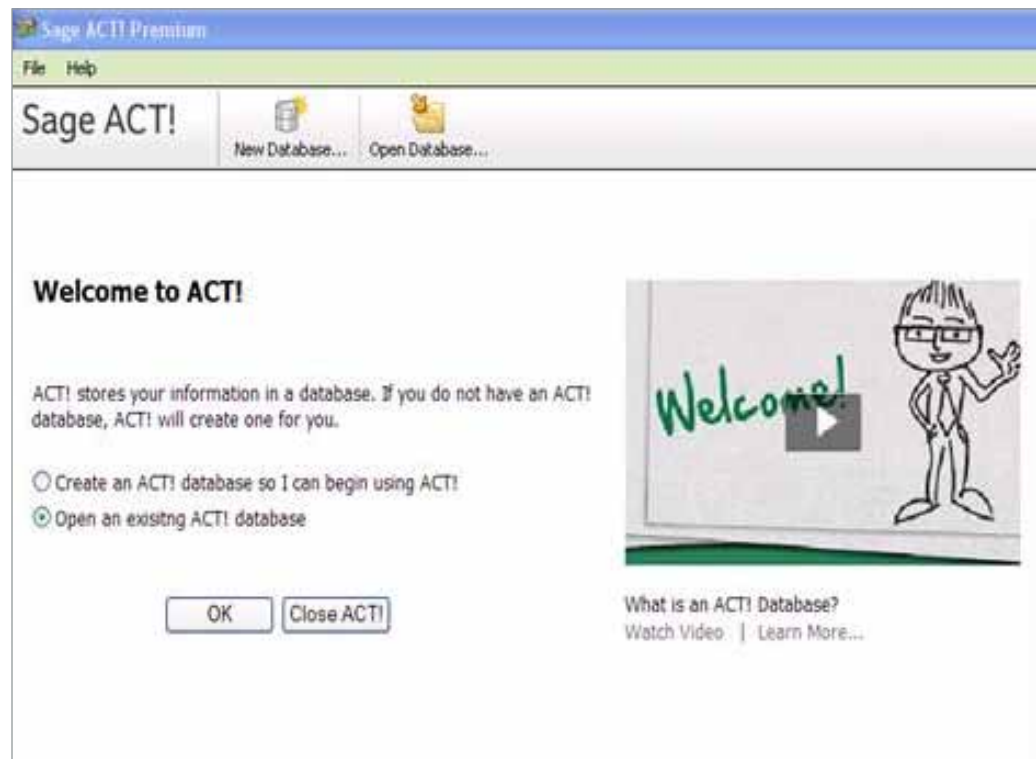 Sage ACT! Premium
File Help
Sage ACT!
New Database...
Open Database...
Welcome to ACT!
ACT! stores your information in a database. If you do not have an ACT!
database, ACT! will create one for you.
Create an ACT! database so I can begin using ACT!
Open an exisitng ACT! database
OK
Close ACT!
Welcome!
What is an ACT! Database?
Watch Video | Learn More...